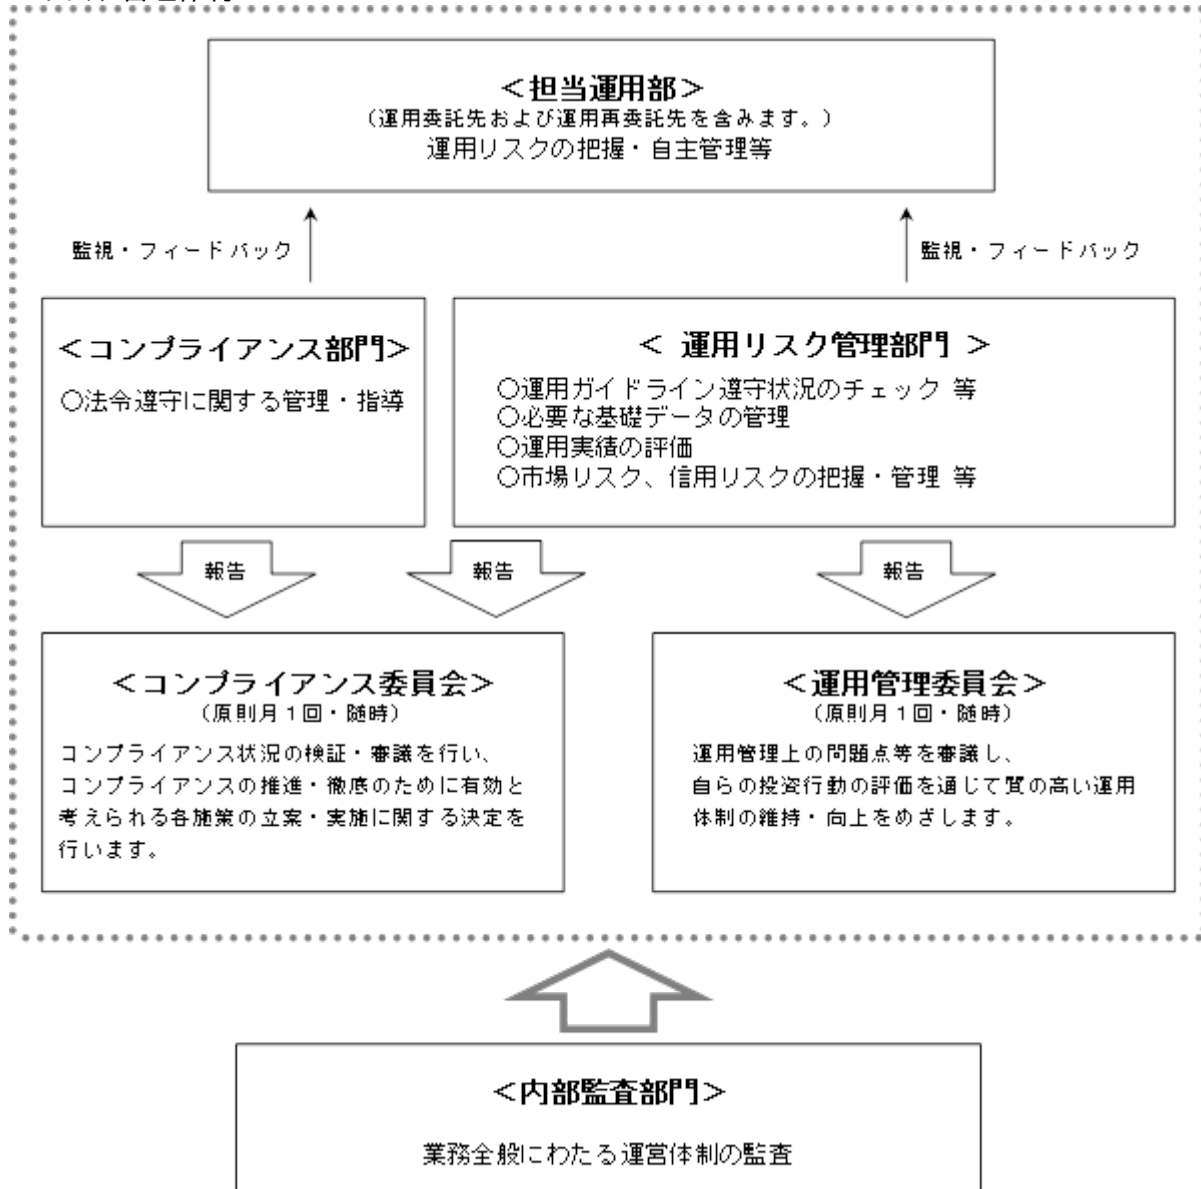 ＜担当運用部＞
（運用委託先および運用再委託先を含みます。）
運用リスクの把握・自主管理等
監視・フィードバック
監視・フィードバック
＜コンプライアンス部門＞
○法令遵守に関する管理・指導
＜ 運用リスク管理部門 ＞
○運用ガイドライン遵守状況のチェック 等
○必要な基礎データの管理
○運用実績の評価
○市場リスク、信用リスクの把握・管理 等
報告
報告
報告
＜コンプライアンス委員会＞
（原則月１回・随時）
コンプライアンス状況の検証・審議を行い、
コンプライアンスの推進・徹底のために有効と
考えられる各施策の立案・実施に関する決定を
行います。
＜運用管理委員会＞
（原則月１回・随時）
運用管理上の問題点等を審議し、
自らの投資行動の評価を通じて質の高い運用
体制の維持・向上をめざします。
＜内部監査部門＞
業務全般にわたる運営体制の監査